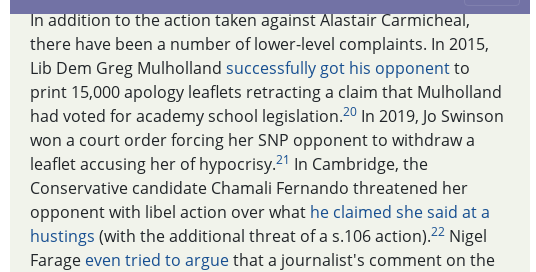 In addition to the action taken against Alastair Carmicheal,
there have been a number of lower-level complaints. In 2015,
Lib Dem Greg Mulholland successfully got his opponent to
print 15,000 apology leaflets retracting a claim that Mulholland
had voted for academy school legislation.20 In 2019, Jo Swinson
won a court order forcing her SNP opponent to withdraw a
leaflet accusing her of hypocrisy.21 In Cambridge, the
Conservative candidate Chamali Fernando threatened her
opponent with libel action over what he claimed she said at a
hustings (with the additional threat of a s.106 action).22 Nigel
Farage even tried to argue that a journalist's comment on the